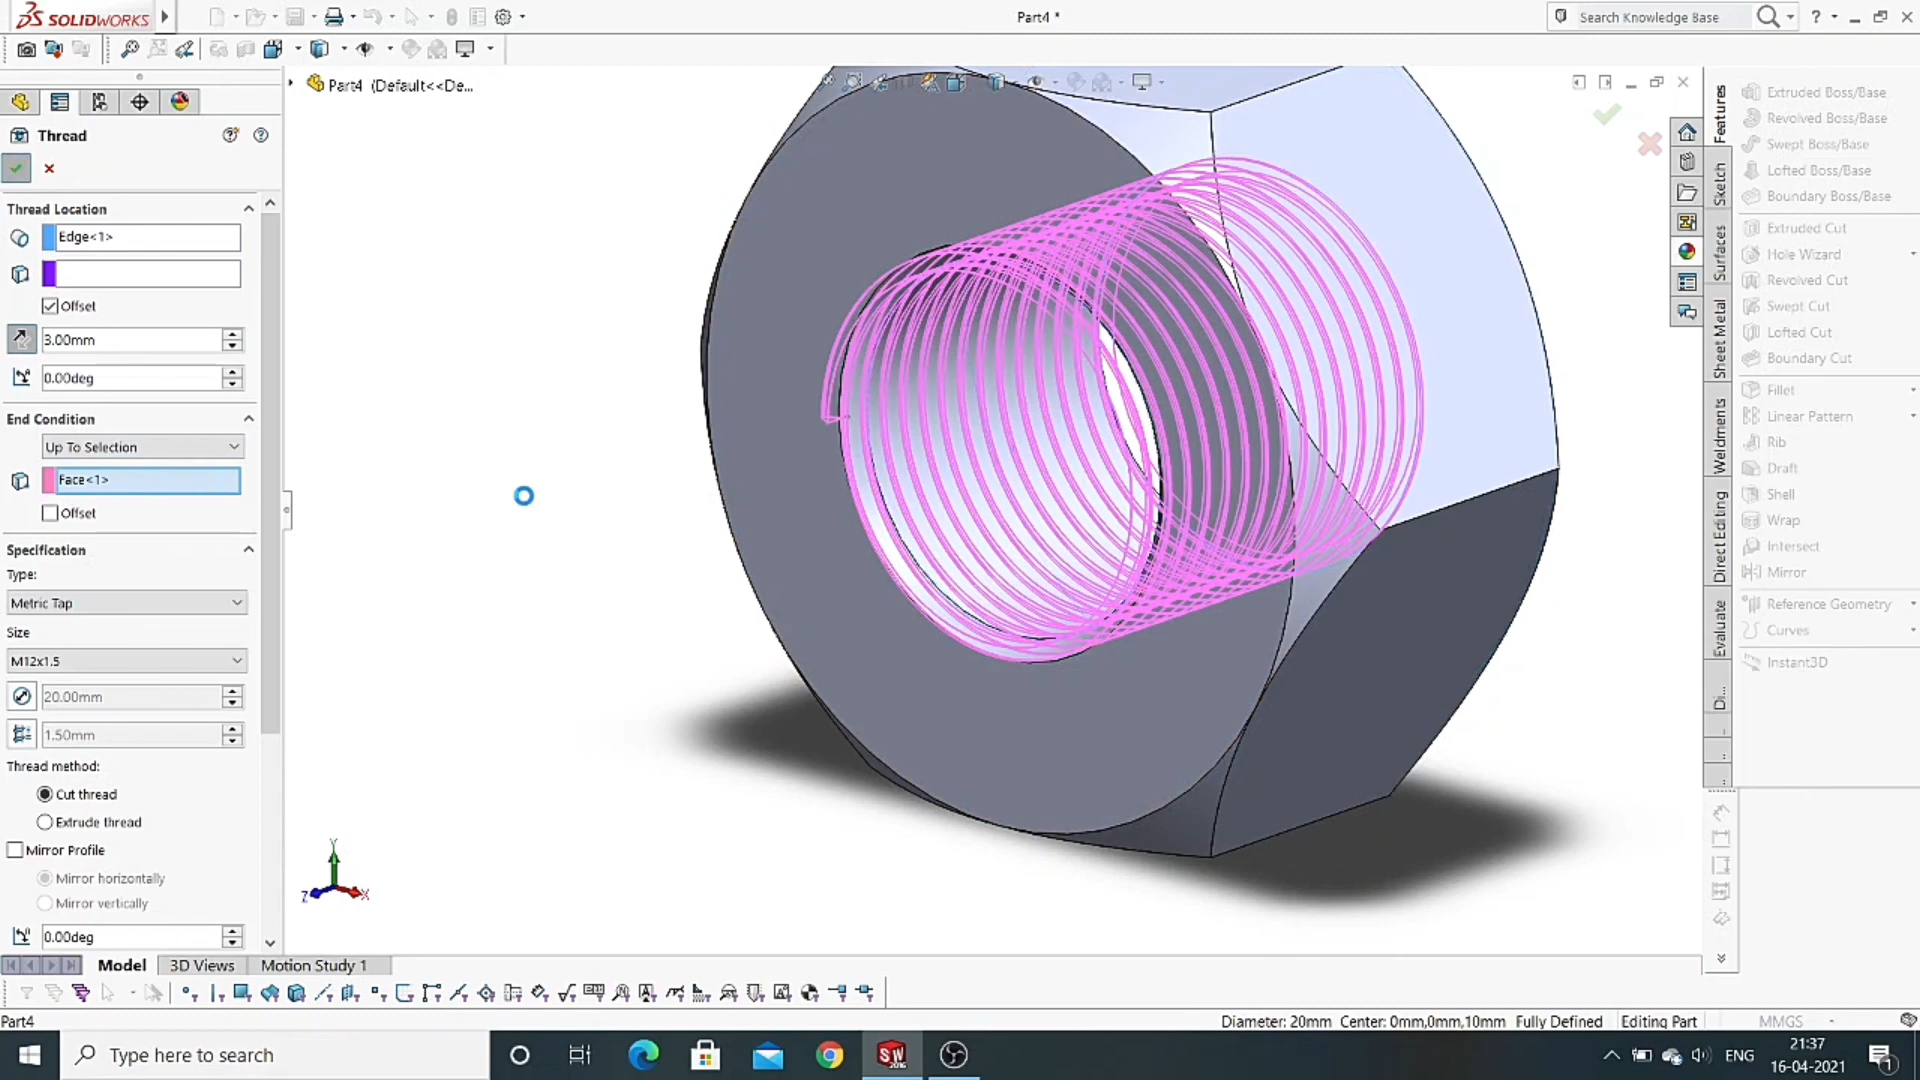 SOLIDWORKS
Part4 *
Search Knowledge Base
?
Part4 (Default<<De...
Thread
Thread Location
Edge<1>
Offset
3.00mm
0.00deg
End Condition
Up To Selection
Face<1>
Offset
Specification
Type:
Metric Tap
Size
M12x1.5
20.00mm
1.50mm
Thread method:
Cut thread
Extrude thread
Mirror Profile
Mirror horizontally
Mirror vertically
0.00deg
Y
Z
X
Features
Sketch
Surfaces
Sheet Metal
Weldments
Direct Editing
Evaluate
Di...
Extruded Boss/Base
Revolved Boss/Base
Swept Boss/Base
Lofted Boss/Base
Boundary Boss/Base
Extruded Cut
Hole Wizard
Revolved Cut
Swept Cut
Lofted Cut
Boundary Cut
Fillet
Linear Pattern
Rib
Draft
Shell
Wrap
Intersect
Mirror
Reference Geometry
Curves
Instant3D
Model
3D Views
Motion Study 1
Part4
Diameter: 20mm Center: 0mm,0mm,10mm
Fully Defined
Editing Part
MMGS
Type here to search
SW
2016
ENG
21:37
16-04-2021
1